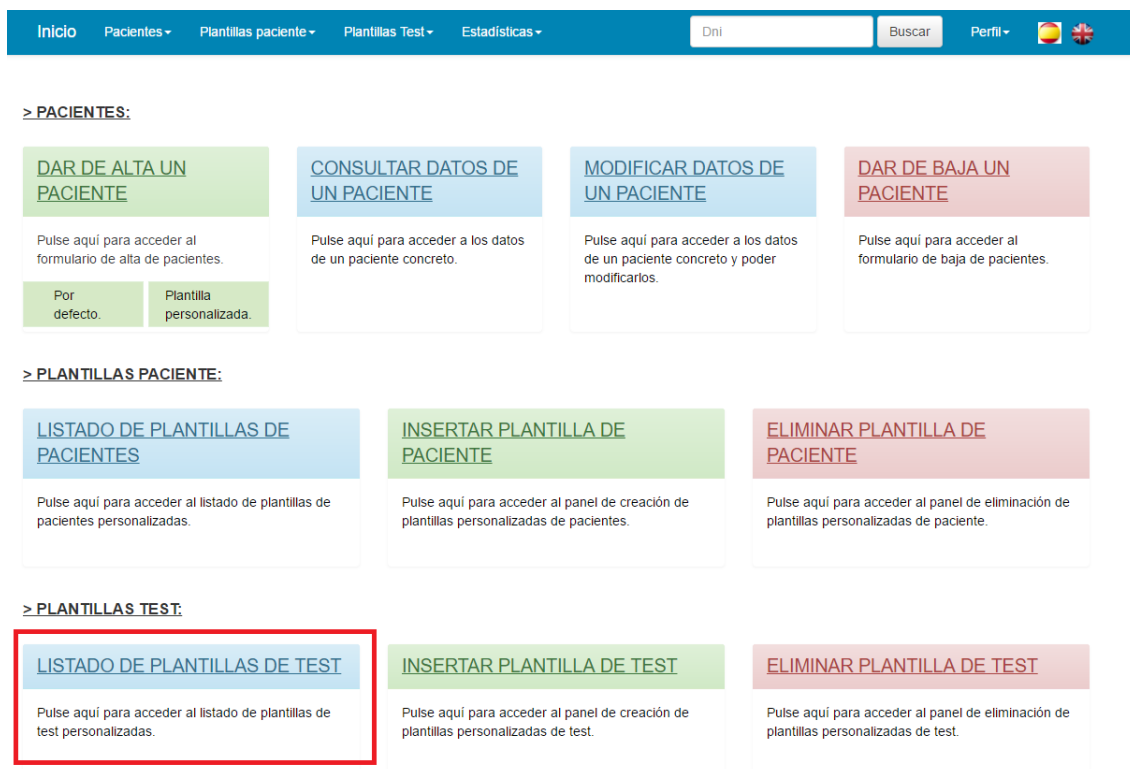 Inicio Pacientes Plantillas paciente Plantillas Test Estadísticas Dni Buscar Perfil
> PACIENTES:
DAR DE ALTA UN
PACIENTE
Pulse aquí para acceder al
formulario de alta de pacientes.
Por
defecto.
Plantilla
personalizada.
CONSULTAR DATOS DE
UN PACIENTE
Pulse aquí para acceder a los datos
de un paciente concreto.
MODIFICAR DATOS DE
UN PACIENTE
Pulse aquí para acceder a los datos
de un paciente concreto y poder
modificarlos.
DAR DE BAJA UN
PACIENTE
Pulse aquí para acceder al
formulario de baja de pacientes.
> PLANTILLAS PACIENTE:
LISTADO DE PLANTILLAS DE
PACIENTES
Pulse aquí para acceder al listado de plantillas de
pacientes personalizadas.
INSERTAR PLANTILLA DE
PACIENTE
Pulse aquí para acceder al panel de creación de
plantillas personalizadas de pacientes.
ELIMINAR PLANTILLA DE
PACIENTE
Pulse aquí para acceder al panel de eliminación de
plantillas personalizadas de paciente.
> PLANTILLAS TEST:
LISTADO DE PLANTILLAS DE TEST
Pulse aquí para acceder al listado de plantillas de
test personalizadas.
INSERTAR PLANTILLA DE TEST
Pulse aquí para acceder al panel de creación de
plantillas personalizadas de test.
ELIMINAR PLANTILLA DE TEST
Pulse aquí para acceder al panel de eliminación de
plantillas personalizadas de test.